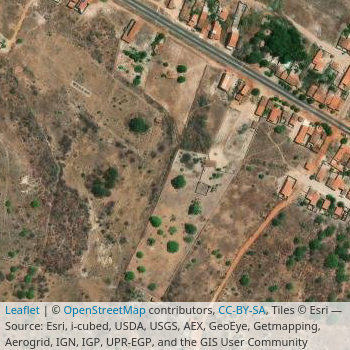 Leaflet | © OpenStreetMap contributors, CC-BY-SA, Tiles © Esri —
Source: Esri, i-cubed, USDA, USGS, AEX, GeoEye, Getmapping,
Aerogrid, IGN, IGP, UPR-EGP, and the GIS User Community